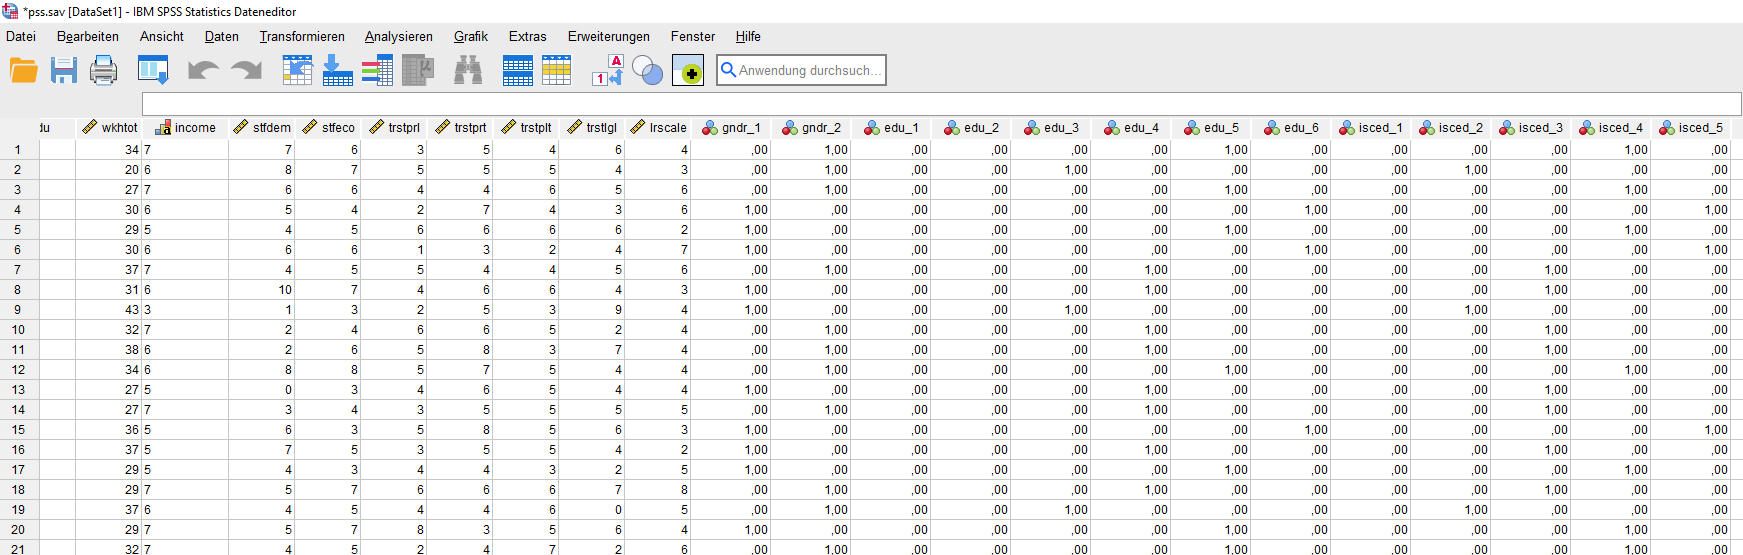 *pss.sav [DataSet1] - IBM SPSS Statistics Dateneditor
Datei Bearbeiten Ansicht Daten Transformieren Analysieren Grafik Extras Erweiterungen Fenster Hilfe
Anwendung durchsuch...
du wkhtot income stfdem stfeco trstprl trstprt trstplt trstlgl lrscale gndr_1 gndr_2 edu_1 edu_2 edu_3 edu_4 edu_5 edu_6 isced_1 isced_2 isced_3 isced_4 isced_5
1 34 7 7 6 3 5 4 6 4 ,00 1,00 ,00 ,00 ,00 ,00 1,00 ,00 ,00 ,00 ,00 1,00 ,00
2 20 6 8 7 5 5 5 4 3 ,00 1,00 ,00 ,00 1,00 ,00 ,00 ,00 ,00 1,00 ,00 ,00 ,00
3 27 7 6 6 4 4 6 5 6 ,00 1,00 ,00 ,00 ,00 ,00 1,00 ,00 ,00 ,00 ,00 1,00 ,00
4 30 6 5 4 2 7 4 3 6 1,00 ,00 ,00 ,00 ,00 ,00 ,00 1,00 ,00 ,00 ,00 ,00 1,00
5 29 5 4 5 6 6 6 6 2 1,00 ,00 ,00 ,00 ,00 ,00 1,00 ,00 ,00 ,00 ,00 1,00 ,00
6 30 6 6 6 1 3 2 4 7 1,00 ,00 ,00 ,00 ,00 ,00 ,00 1,00 ,00 ,00 ,00 ,00 1,00
7 37 7 4 5 5 4 4 5 6 ,00 1,00 ,00 ,00 ,00 1,00 ,00 ,00 ,00 ,00 1,00 ,00 ,00
8 31 6 10 7 4 6 6 4 3 1,00 ,00 ,00 ,00 ,00 1,00 ,00 ,00 ,00 ,00 1,00 ,00 ,00
9 43 3 1 3 2 5 3 9 4 1,00 ,00 ,00 ,00 1,00 ,00 ,00 ,00 ,00 1,00 ,00 ,00 ,00
10 32 7 2 4 6 6 5 2 4 ,00 1,00 ,00 ,00 ,00 1,00 ,00 ,00 ,00 ,00 1,00 ,00 ,00
11 38 6 2 6 5 8 3 7 4 ,00 1,00 ,00 ,00 ,00 1,00 ,00 ,00 ,00 ,00 1,00 ,00 ,00
12 34 6 8 8 5 7 5 4 4 ,00 1,00 ,00 ,00 ,00 ,00 1,00 ,00 ,00 ,00 ,00 1,00 ,00
13 27 5 0 3 4 6 5 4 4 1,00 ,00 ,00 ,00 ,00 1,00 ,00 ,00 ,00 ,00 1,00 ,00 ,00
14 27 7 3 4 3 5 5 5 5 ,00 1,00 ,00 ,00 ,00 1,00 ,00 ,00 ,00 ,00 1,00 ,00 ,00
15 36 5 6 3 5 8 5 6 3 1,00 ,00 ,00 ,00 ,00 ,00 ,00 1,00 ,00 ,00 ,00 ,00 1,00
16 37 5 7 5 3 5 5 4 2 1,00 ,00 ,00 ,00 ,00 1,00 ,00 ,00 ,00 ,00 1,00 ,00 ,00
17 29 5 4 3 4 4 3 2 5 1,00 ,00 ,00 ,00 ,00 ,00 1,00 ,00 ,00 ,00 ,00 1,00 ,00
18 29 7 5 7 6 6 6 7 8 ,00 1,00 ,00 ,00 ,00 1,00 ,00 ,00 ,00 ,00 1,00 ,00 ,00
19 37 6 4 5 4 4 6 0 5 ,00 1,00 ,00 ,00 1,00 ,00 ,00 ,00 ,00 1,00 ,00 ,00 ,00
20 29 7 5 7 8 3 5 6 4 1,00 ,00 ,00 ,00 ,00 ,00 1,00 ,00 ,00 ,00 ,00 1,00 ,00
21 32 7 4 5 2 4 7 2 6 ,00 1,00 ,00 ,00 ,00 ,00 1,00 ,00 ,00 ,00 ,00 1,00 ,00